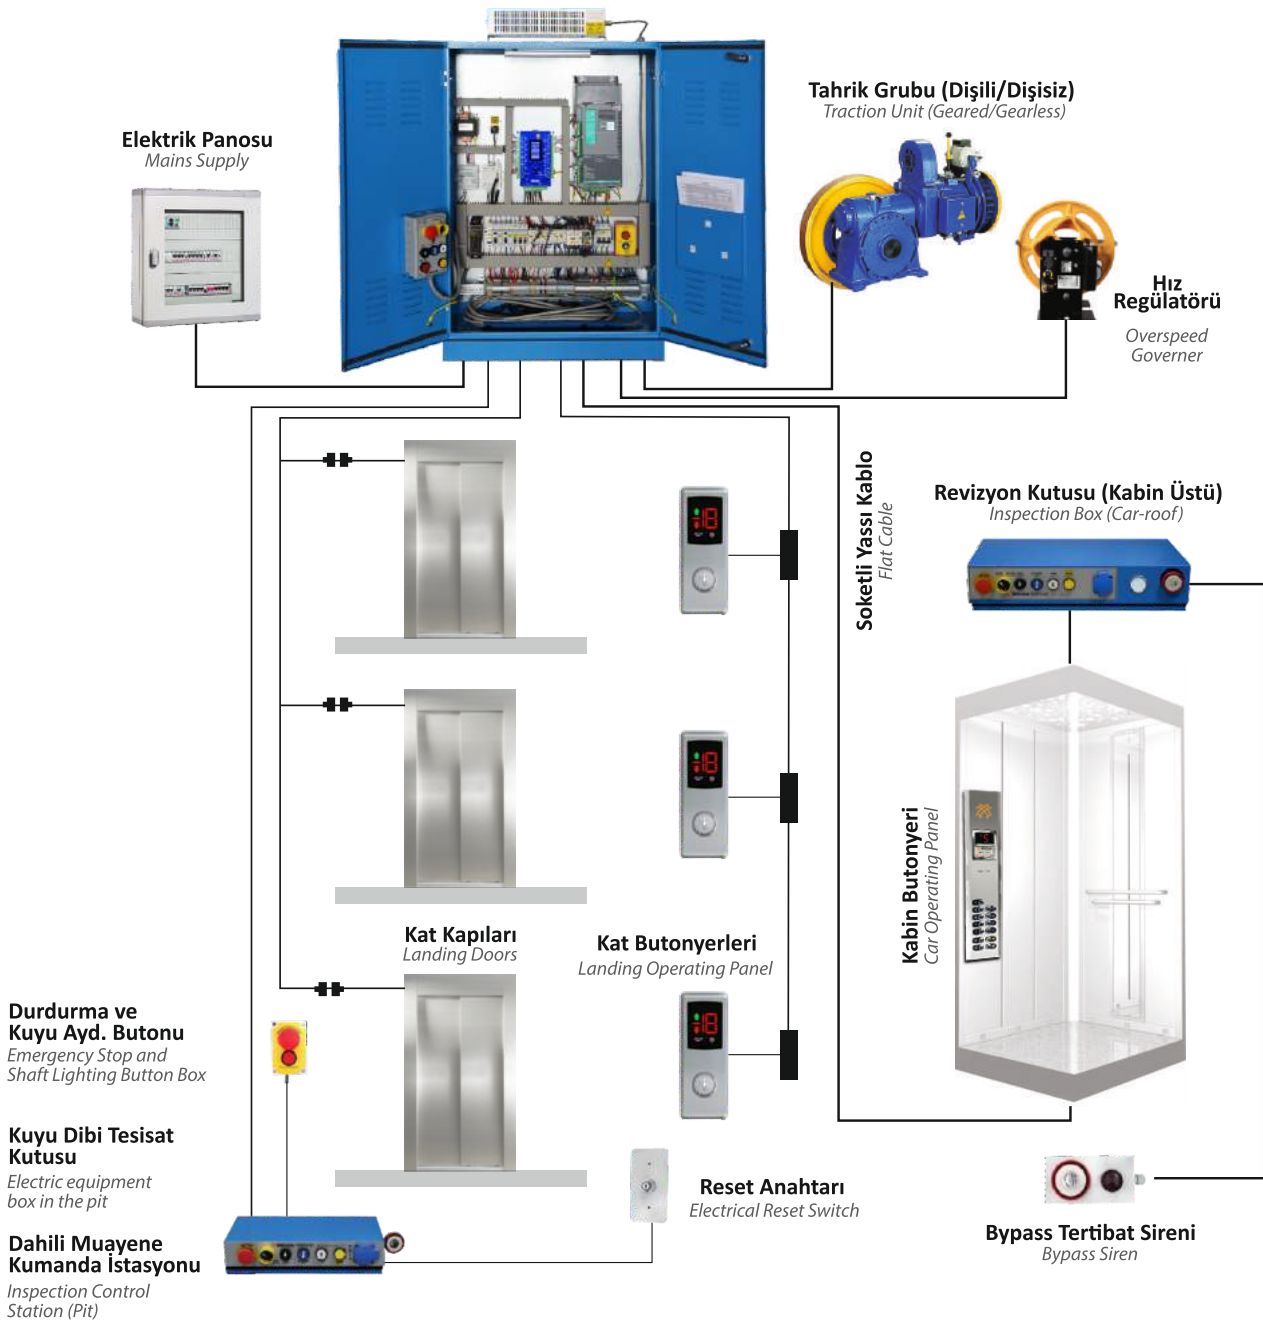 Elektrik Panosu
Mains Supply
Tahrik Grubu (Dişili/Dişisiz)
Traction Unit (Geared/Gearless)
Hız
Regülatörü
Overspeed
Governer
Soketli Yassı Kablo
Flat Cable
Revizyon Kutusu (Kabin Üstü)
Inspection Box (Car-roof)
18
18
Kabin Butonyeri
Car Operating Panel
Kat Kapıları
Landing Doors
Kat Butonyerleri
Landing Operating Panel
18
Durdurma ve
Kuyu Ayd. Butonu
Emergency Stop and
Shaft Lighting Button Box
Kuyu Dibi Tesisat
Kutusu
Electric equipment
box in the pit
Dahili Muayene
Kumanda İstasyonu
Inspection Control
Station (Pit)
Reset Anahtarı
Electrical Reset Switch
Bypass Tertibat Sireni
Bypass Siren